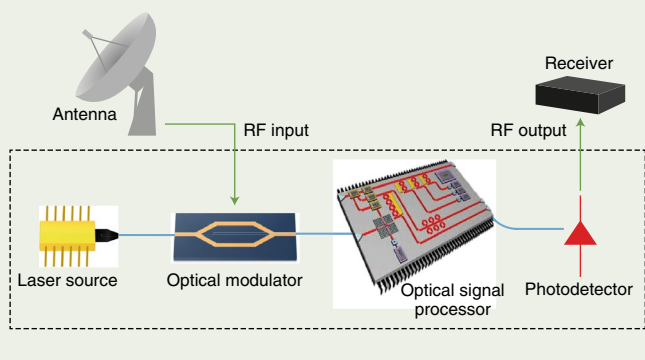 Antenna
RF input
Receiver
RF output
Laser source
Optical modulator
Optical signal
processor
Photodetector